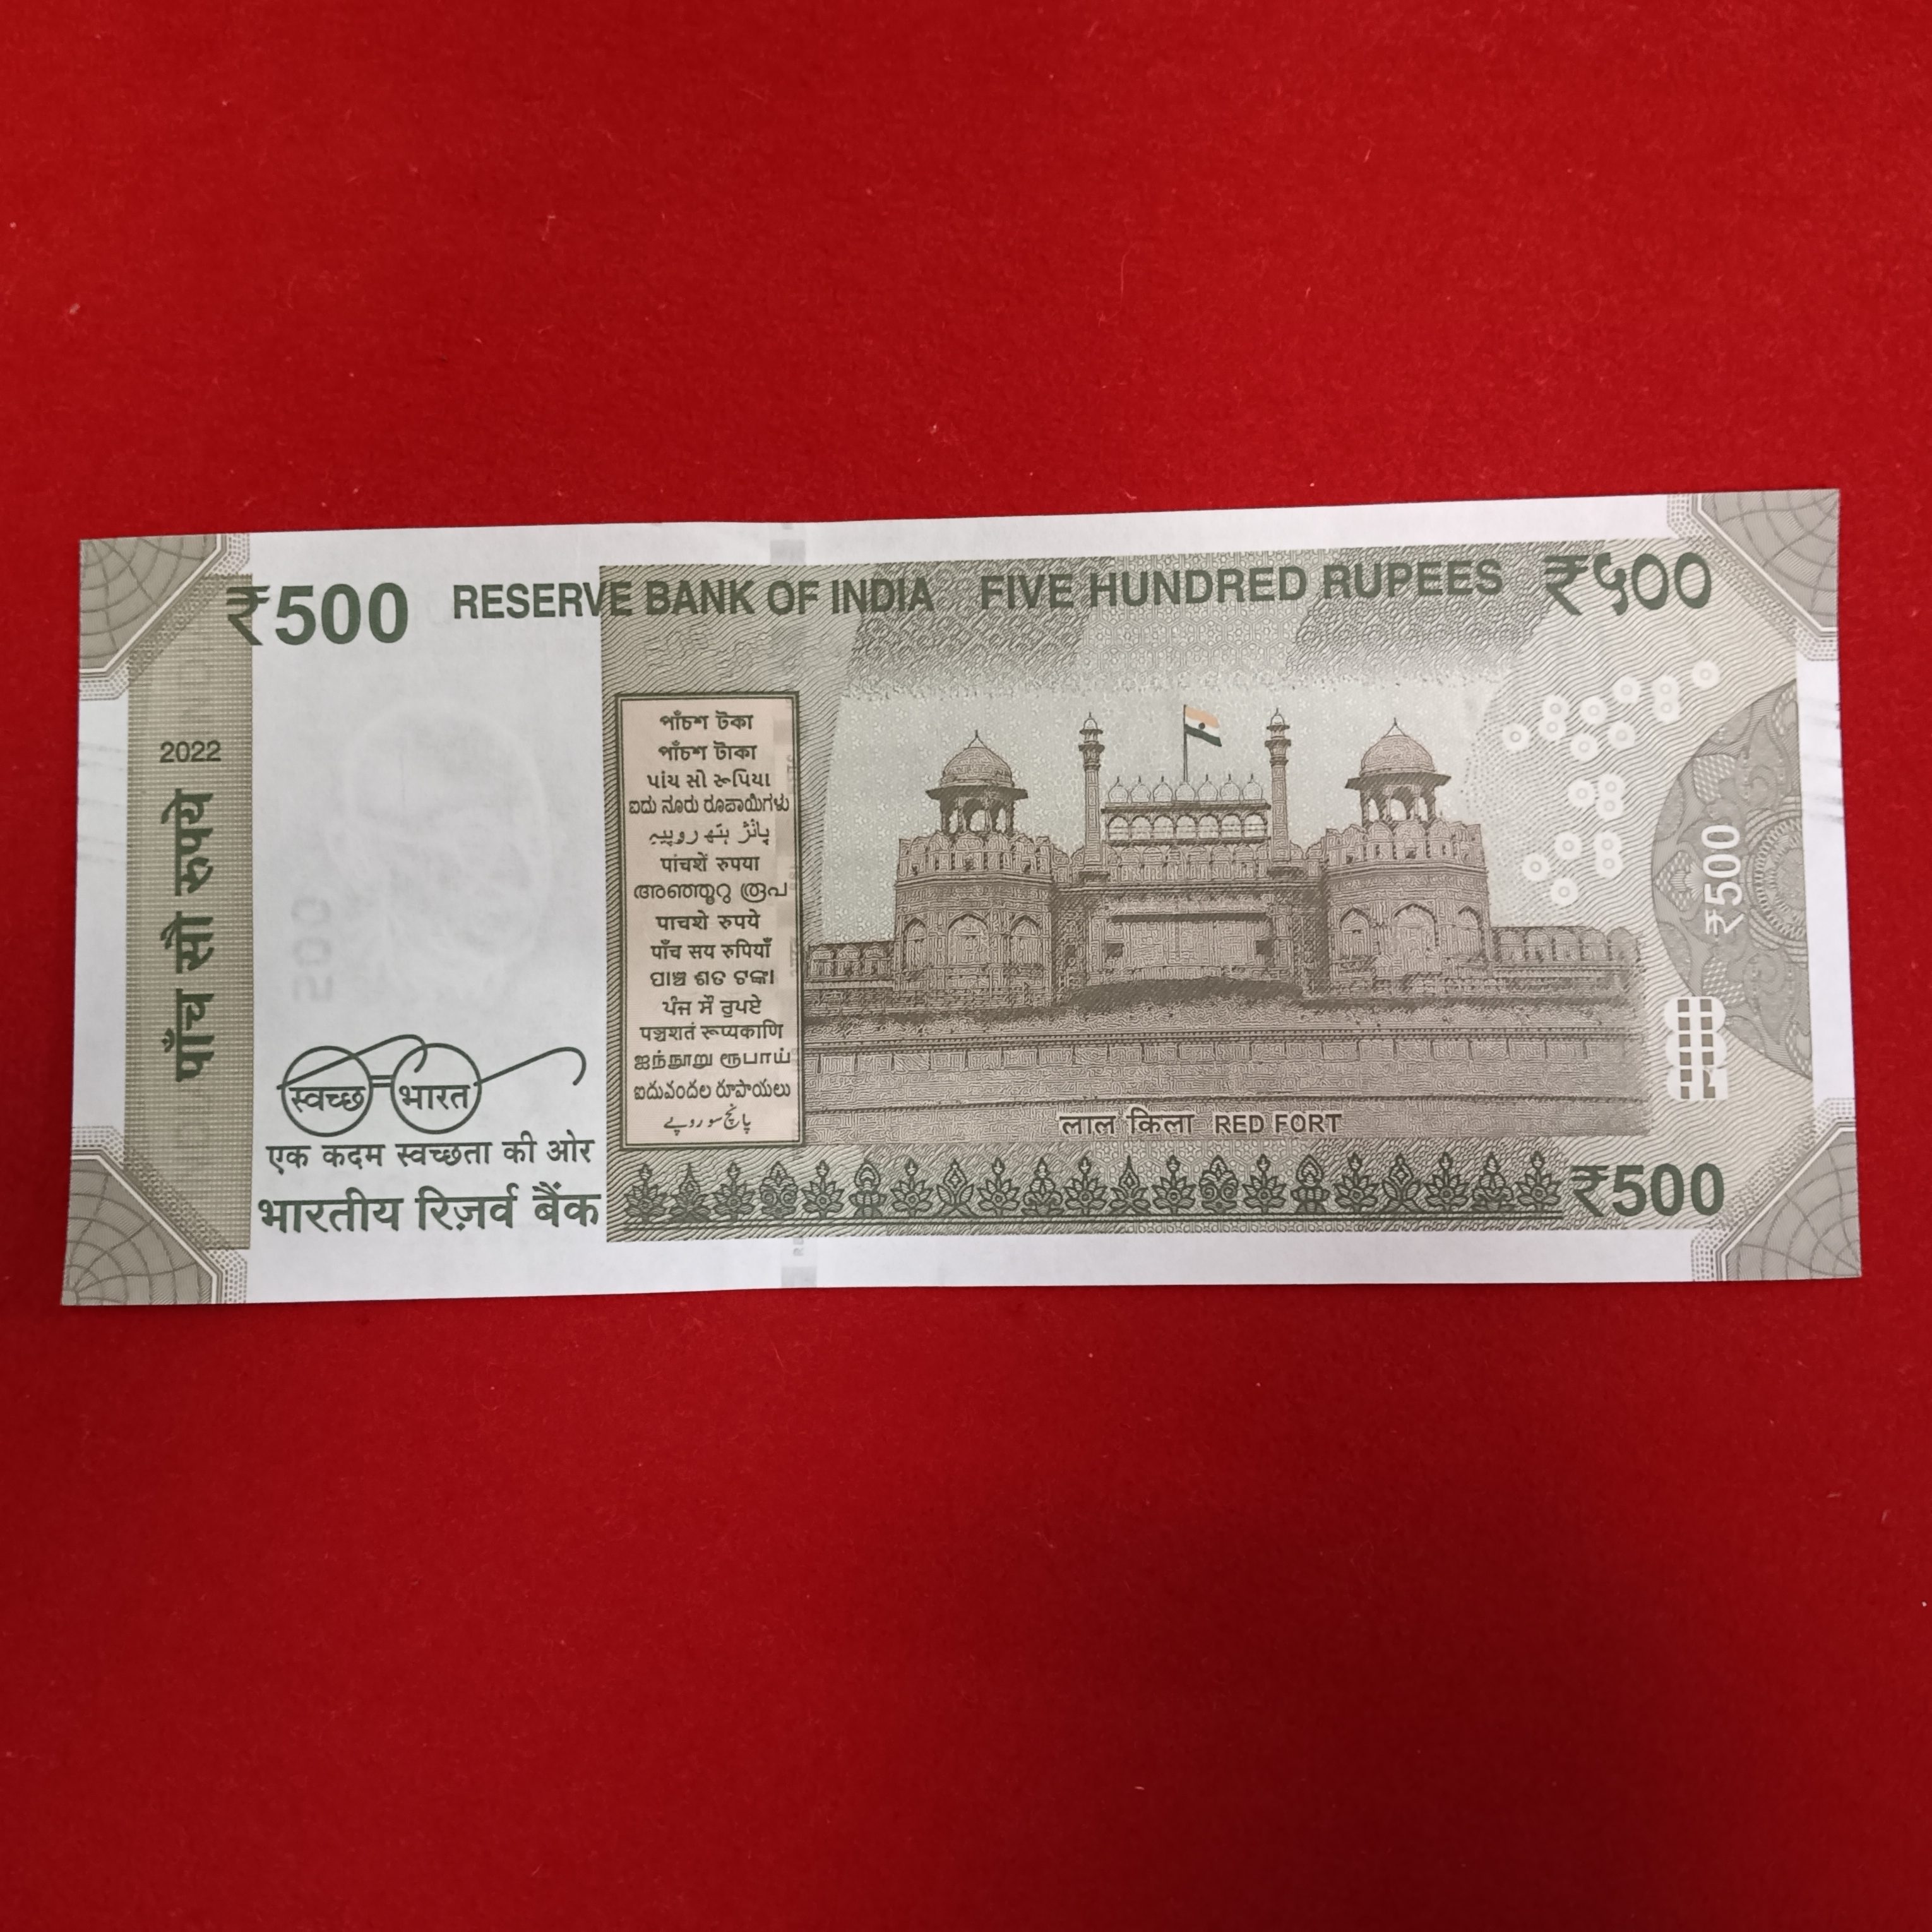 ₹500 RESERVE BANK OF INDIA FIVE HUNDRED RUPEES ₹५००
2022
पाँच सौ रुपये
পাঁচশ টকা
পাঁচশ টাকা
પાંચ સો રૂપિયા
ಐದು ನೂರು ರೂಪಾಯಿಗಳು
پانٛژ ہتھ روپیہِ
पांचशें रुपया
അഞ്ഞൂറു രൂപ
पाचशे रुपये
पाँच सय रुपियाँ
ପାଞ୍ଚ ଶତ ଟଙ୍କା
ਪੰਜ ਸੌ ਰੁਪਏ
पञ्चशतं रूप्यकाणि
ஐந்நூறு ரூபாய்
ఐదువందల రూపాయలు
پانچ سو روپے
₹500
स्वच्छ भारत
एक कदम स्वच्छता की ओर
भारतीय रिज़र्व बैंक
लाल किला RED FORT
₹500